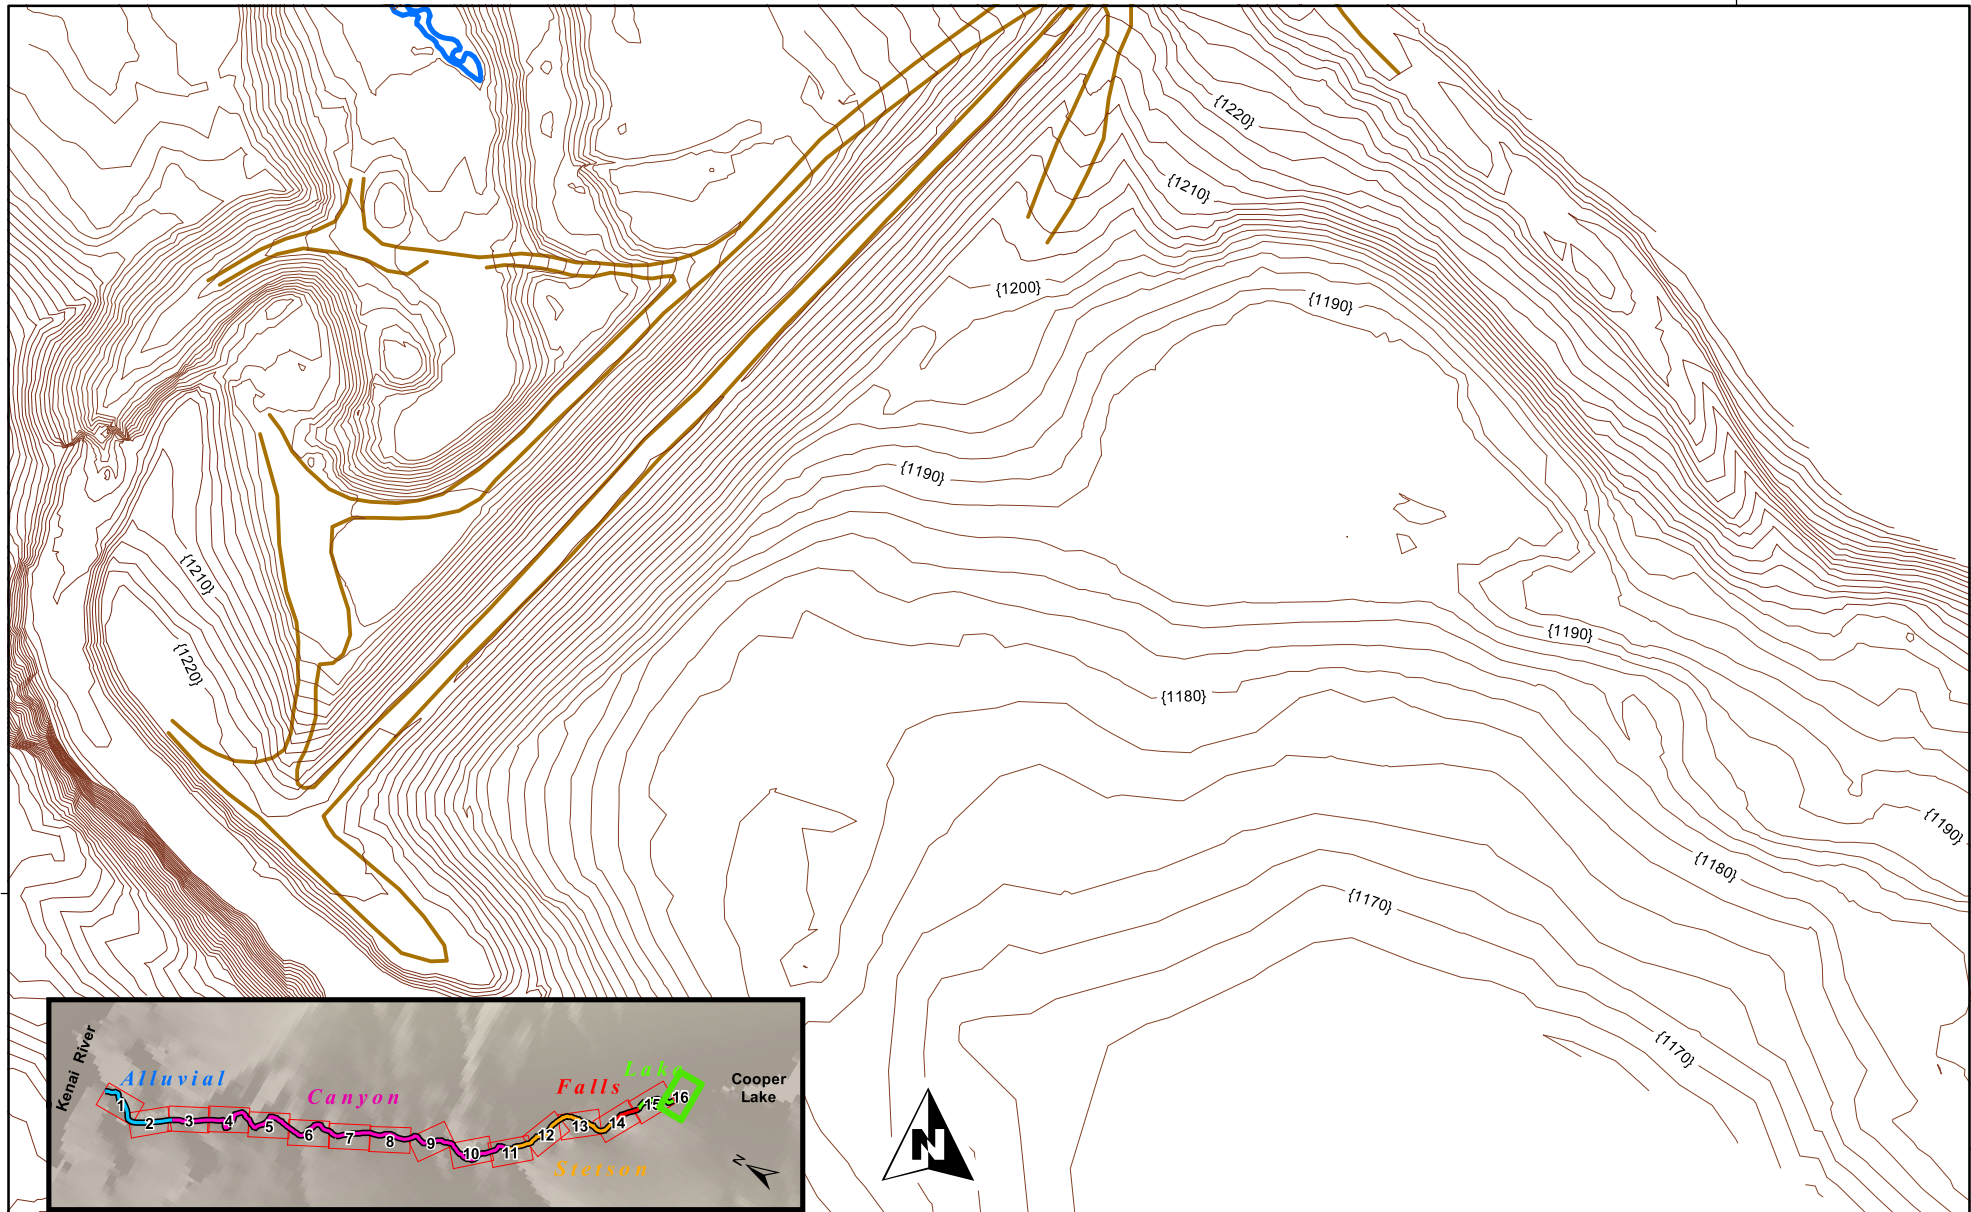 {1220}
{1210}
{1200}
{1190}
{1190}
{1210}
{1190}
{1220}
{1180}
{1190}
{1180}
{1170}
{1170}
Kenai River
Alluvial
Canyon
Falls
Lake
Cooper
Lake
Stetson
1
2
3
4
5
6
7
8
9
10
11
12
13
14
15
16
N
N